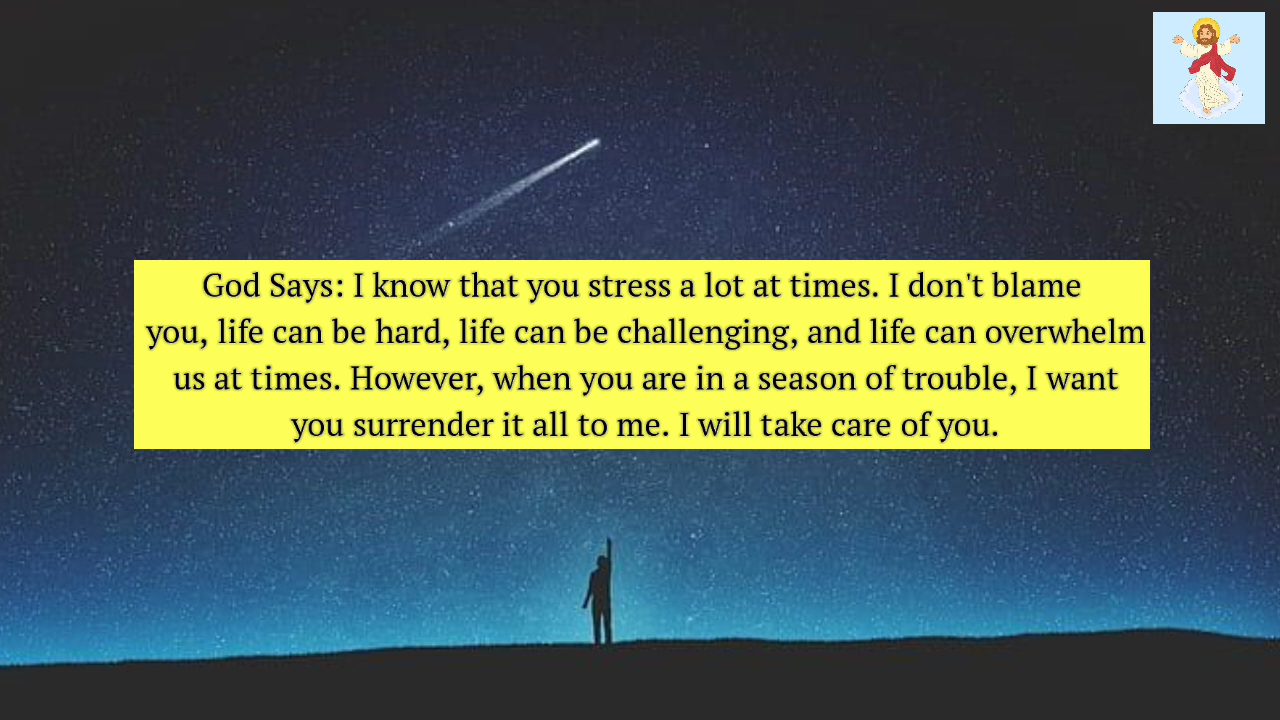 God Says: I know that you stress a lot at times. I don't blame
you, life can be hard, life can be challenging, and life can overwhelm
us at times. However, when you are in a season of trouble, I want
you surrender it all to me. I will take care of you.